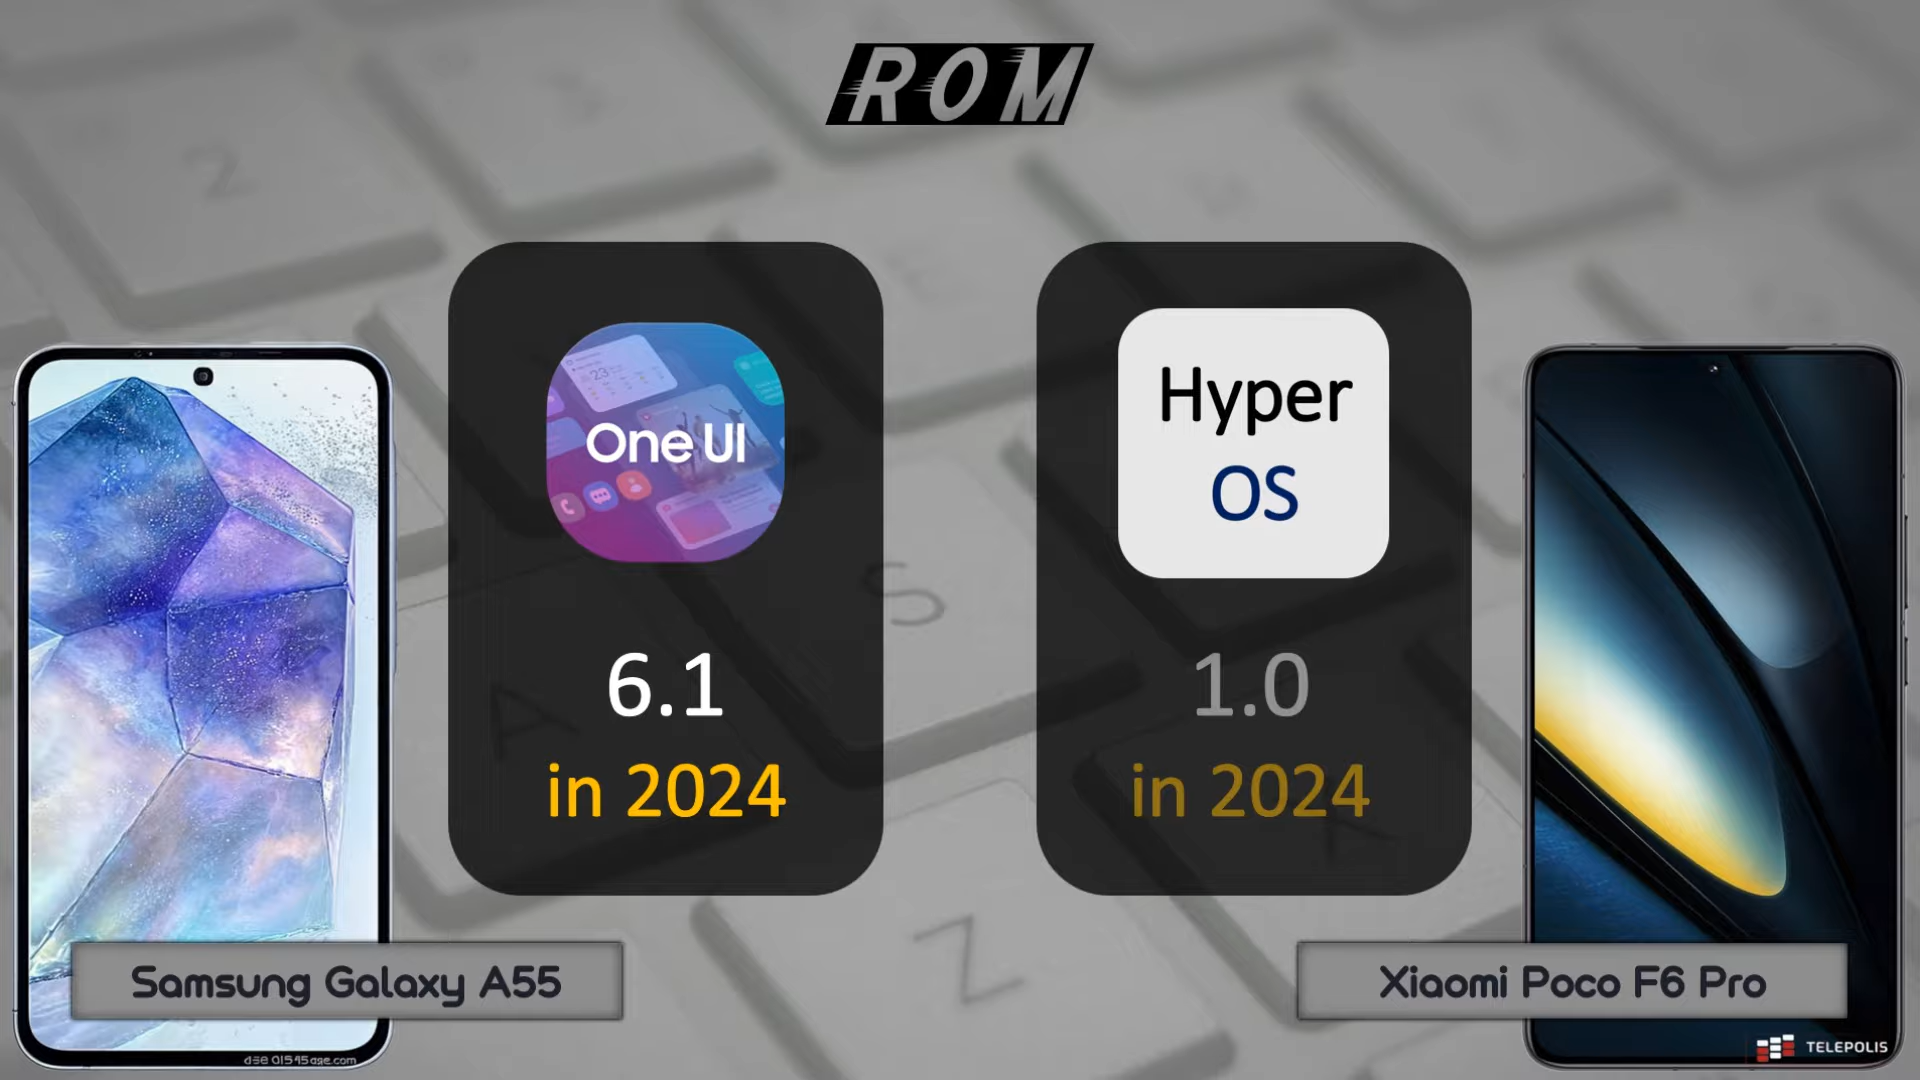 ROM
One UI
6.1
in 2024
Hyper
OS
1.0
in 2024
Samsung Galaxy A55
Xiaomi Poco F6 Pro
TELEPOLIS
Z
S
A
Z
23